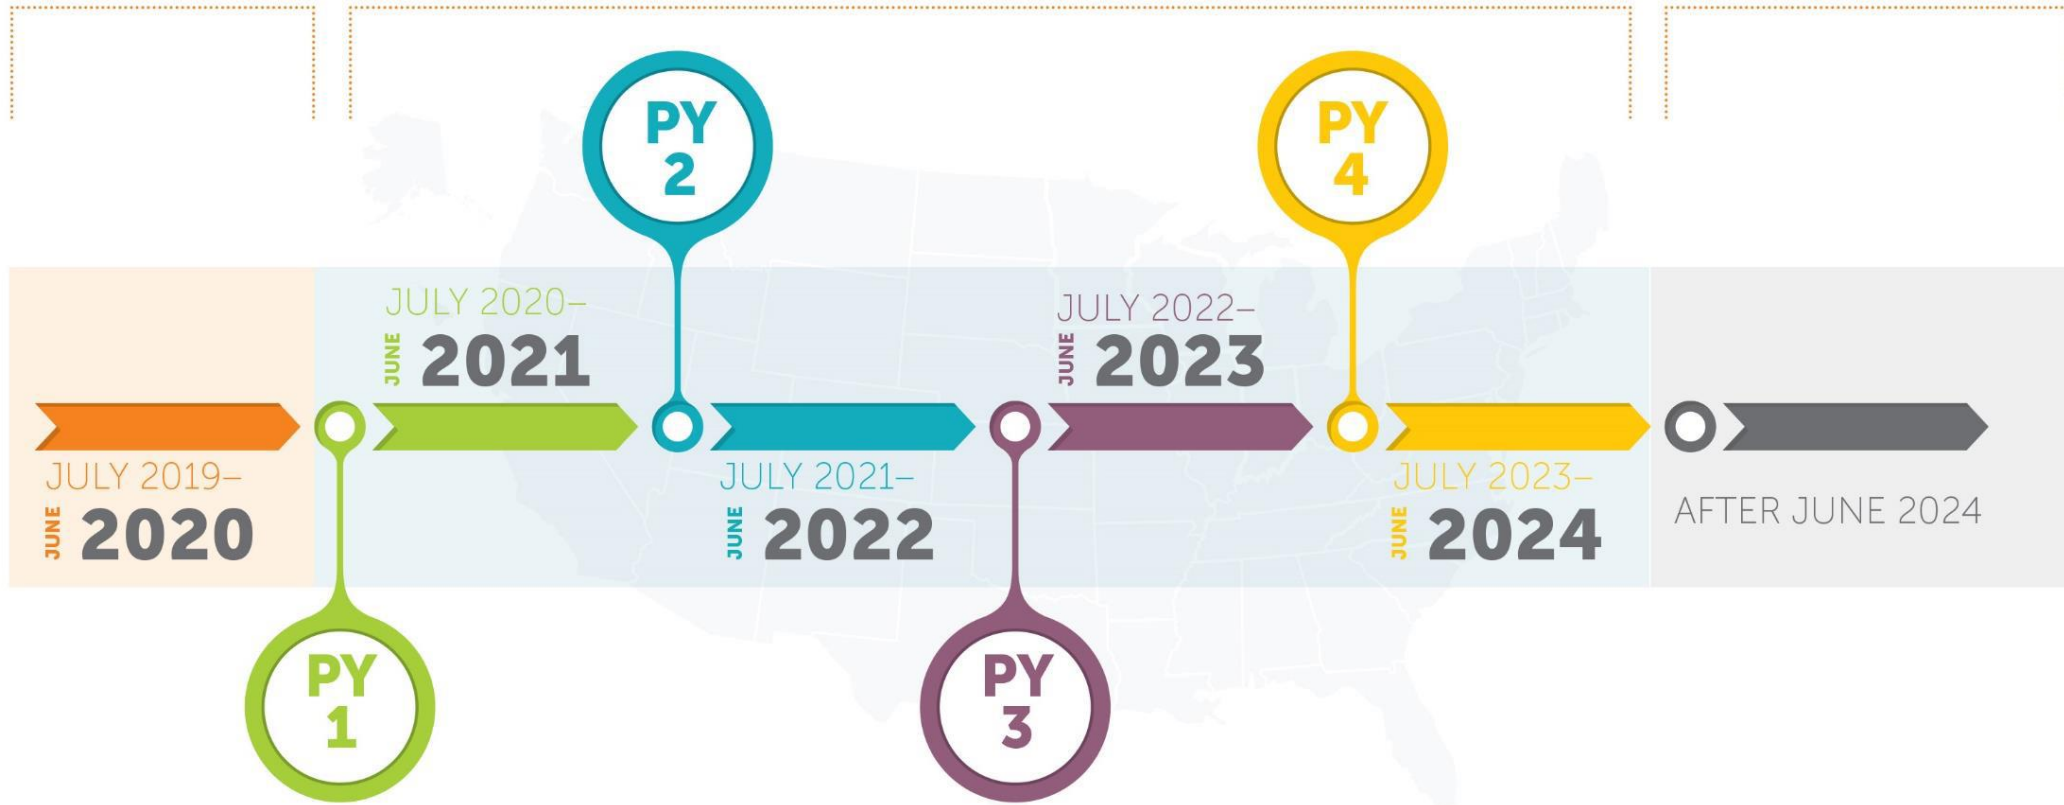 PY
2
PY
4
JULY 2020–
JUNE 2021
JULY 2022–
JUNE 2023
JULY 2019–
JUNE 2020
JULY 2021–
JUNE 2022
JULY 2023–
JUNE 2024
AFTER JUNE 2024
PY
1
PY
3